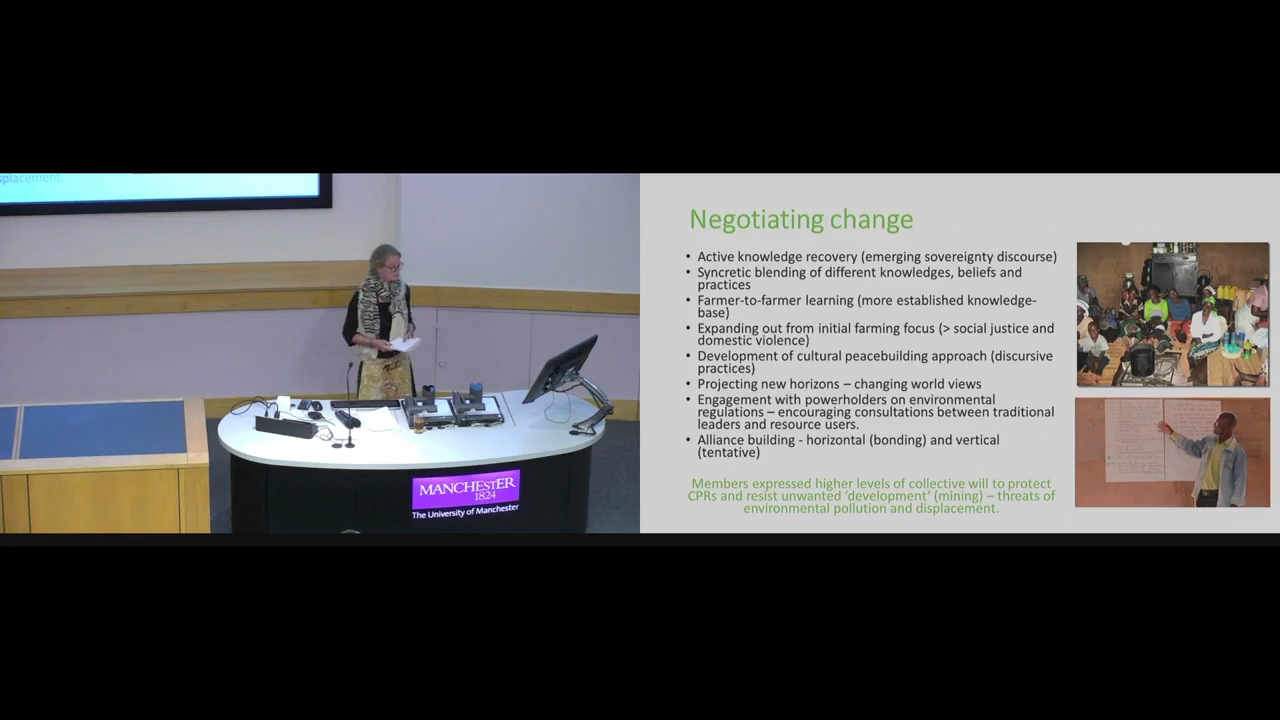 splacement.
MANCHESTER
1824
The University of Manchester
Negotiating change
• Active knowledge recovery (emerging sovereignty discourse)
• Syncretic blending of different knowledges, beliefs and
practices
• Farmer-to-farmer learning (more established knowledge-
base)
• Expanding out from initial farming focus (> social justice and
domestic violence)
• Development of cultural peacebuilding approach (discursive
practices)
• Projecting new horizons – changing world views
• Engagement with powerholders on environmental
regulations – encouraging consultations between traditional
leaders and resource users.
• Alliance building - horizontal (bonding) and vertical
(tentative)
Members expressed higher levels of collective will to protect
CPRs and resist unwanted ‘development’ (mining) – threats of
environmental pollution and displacement.